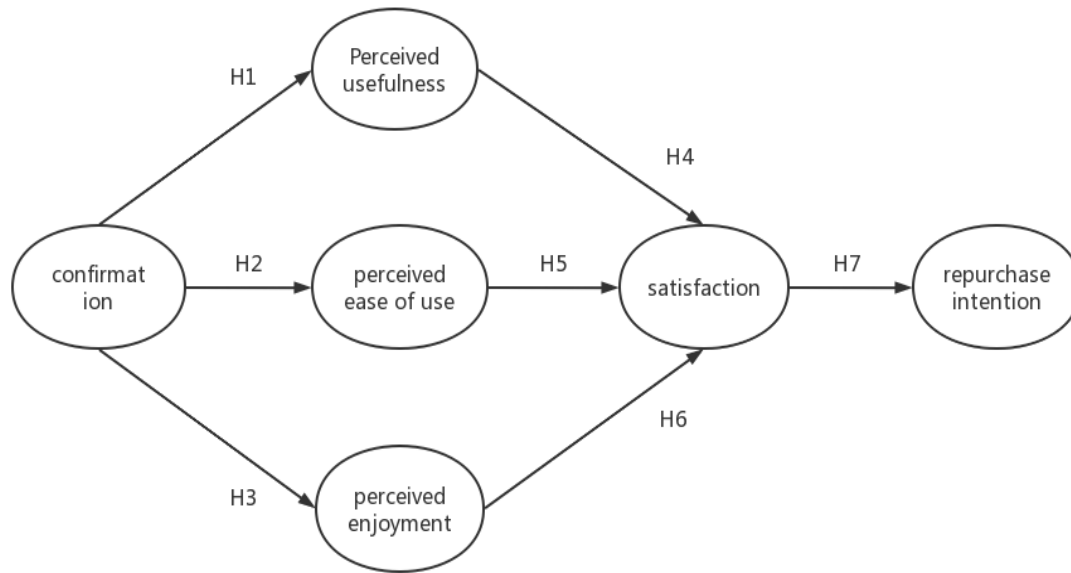 Perceived
usefulness
H1
H4
confirmat
ion
H2
perceived
ease of use
H5
satisfaction
H7
repurchase
intention
H3
perceived
enjoyment
H6